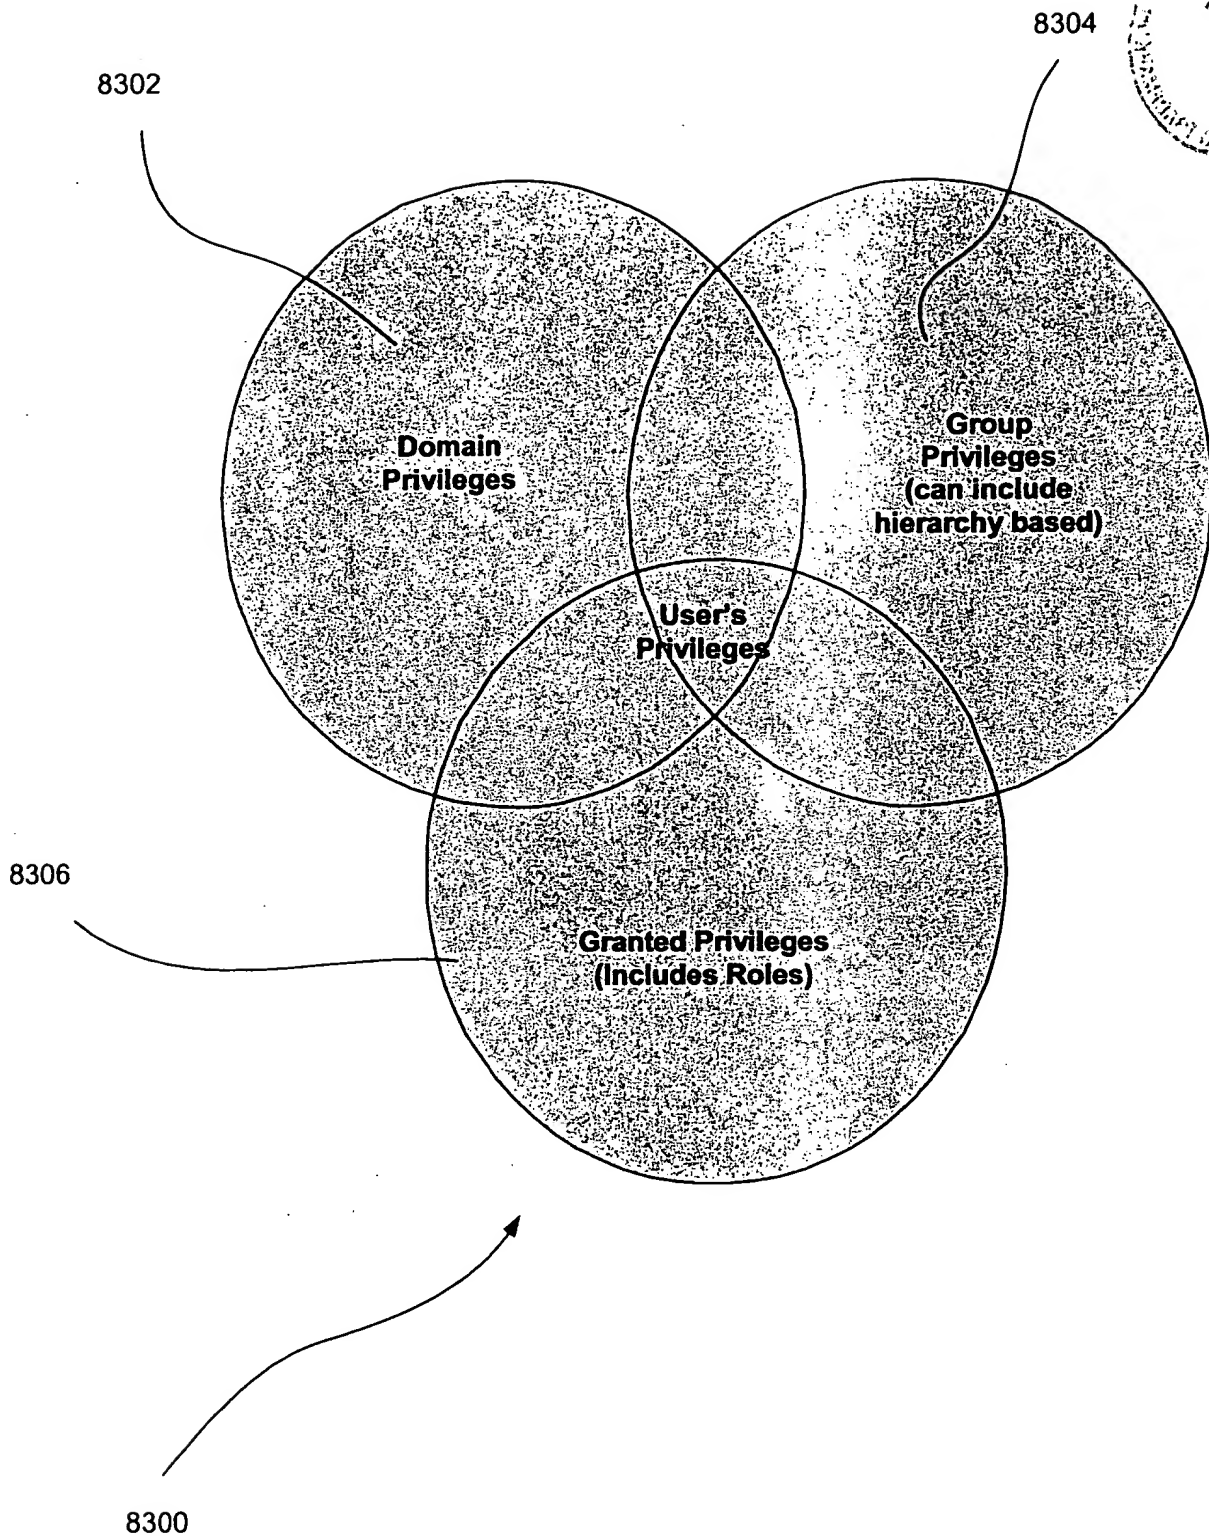 8304
8302
Domain
Privileges
Group
Privileges
(can include
hierarchy based)
User's
Privileges
8306
Granted Privileges
(Includes Roles)
8300